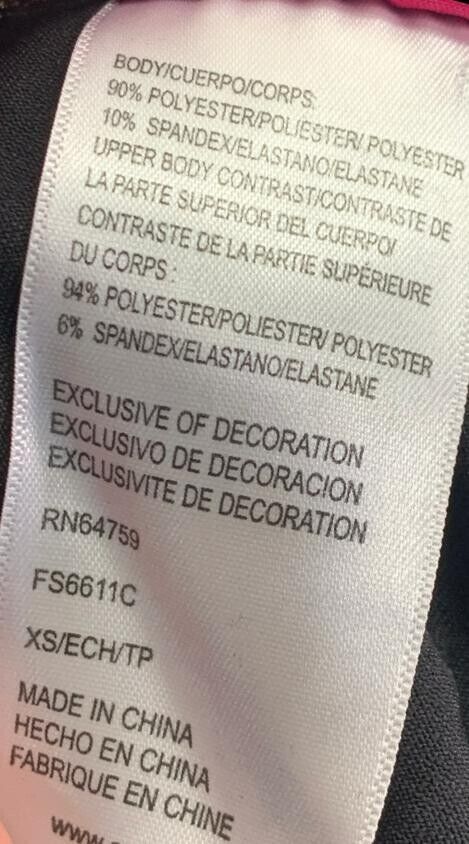 BODY/CUERPO/CORPS:
90% POLYESTER/POLIESTER/ POLYESTER
10% SPANDEX/ELASTANO/ELASTANE
UPPER BODY CONTRAST/CONTRASTE DE
LA PARTE SUPERIOR DEL CUERPO/
CONTRASTE DE LA PARTIE SUPÉRIEURE
DU CORPS :
94% POLYESTER/POLIESTER/ POLYESTER
6% SPANDEX/ELASTANO/ELASTANE
EXCLUSIVE OF DECORATION
EXCLUSIVO DE DECORACION
EXCLUSIVITE DE DECORATION
RN64759
FS6611C
XS/ECH/TP
MADE IN CHINA
HECHO EN CHINA
FABRIQUE EN CHINE